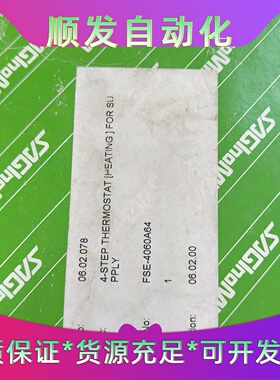 顺发自动化
SAGinoMiya
06.02.078
4-STEP THERMOSTAT [HEATING ] FOR SU
PPLY
FSE-4060A64
1
06.02.00
质保证*货源充足*可开发